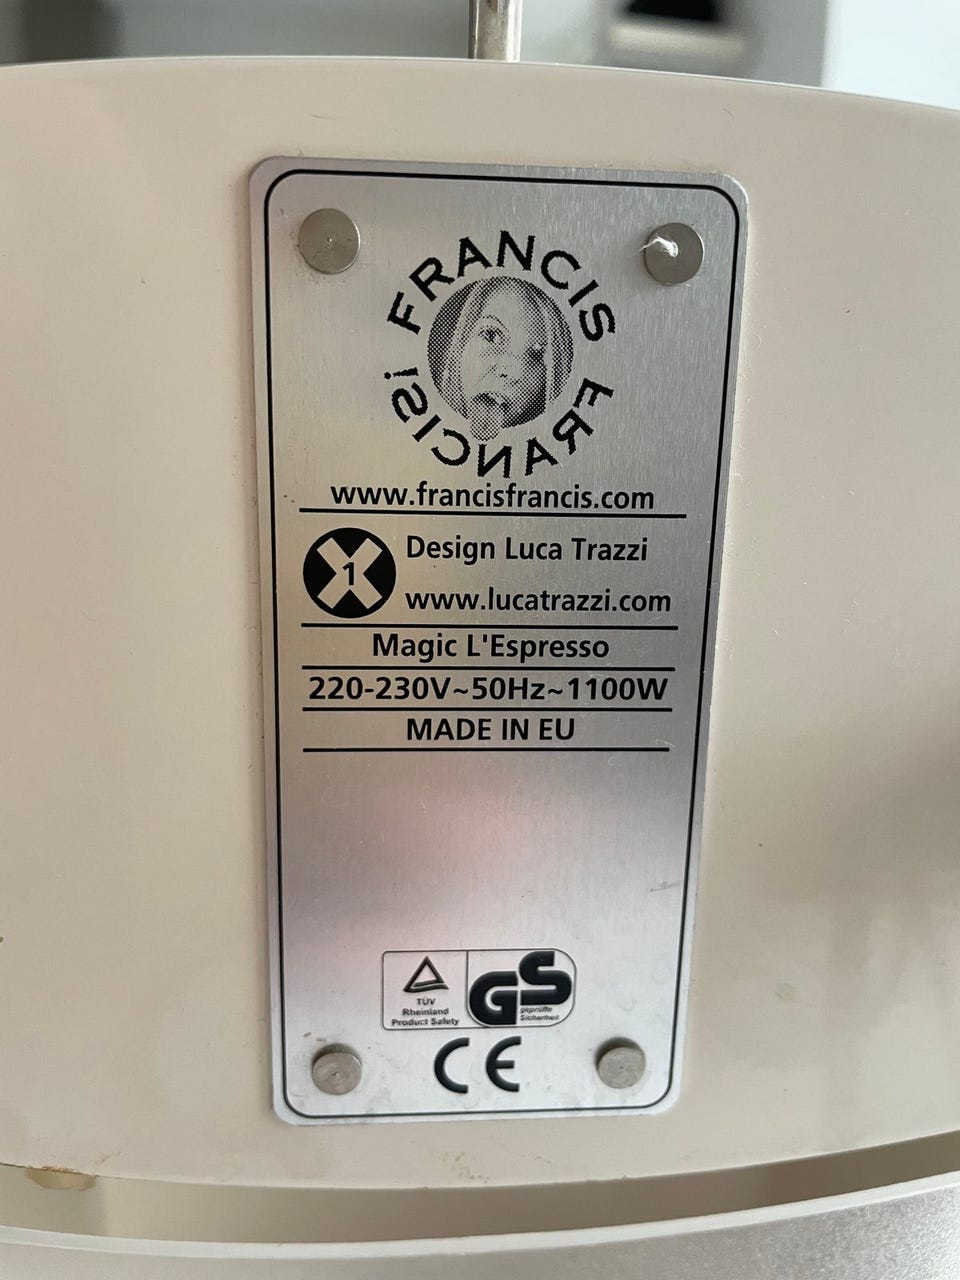 FRANCIS FRANCIS!
www.francisfrancis.com
X1
Design Luca Trazzi
www.lucatrazzi.com
Magic L'Espresso
220-230V~50Hz~1100W
MADE IN EU
TÜV
Rheinland
Product Safety
GS
geprüfte
Sicherheit
CE